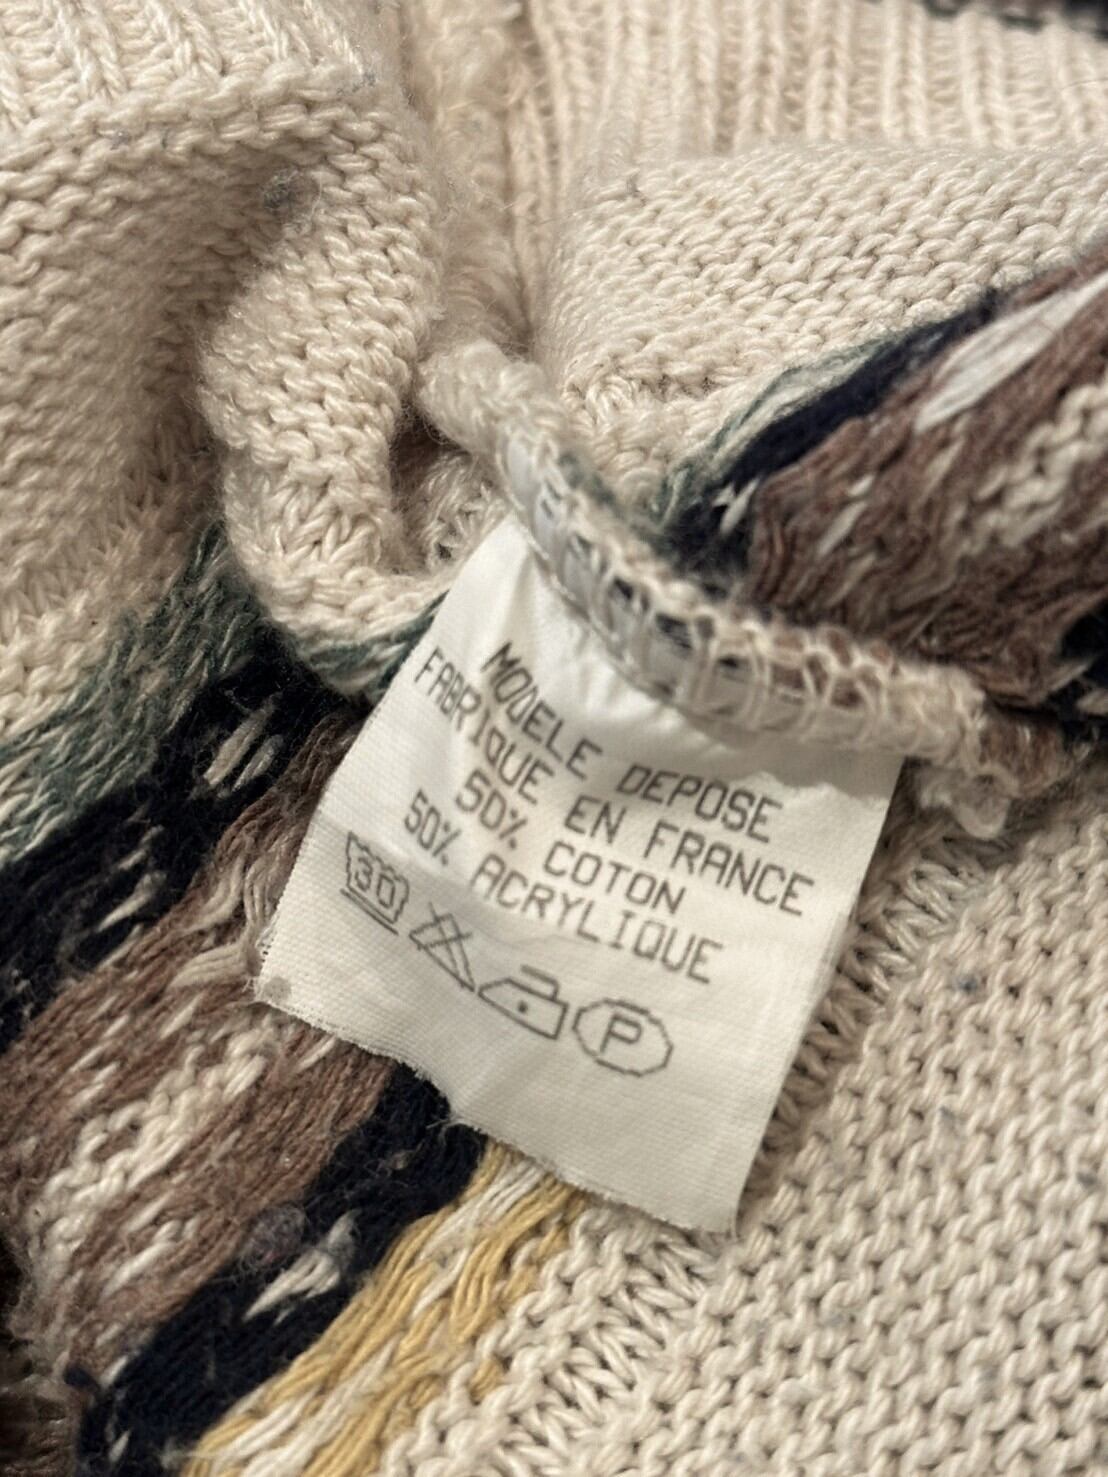 MODELE DEPOSE
FABRIQUE EN FRANCE
50% COTON
50% ACRYLIQUE
30 P